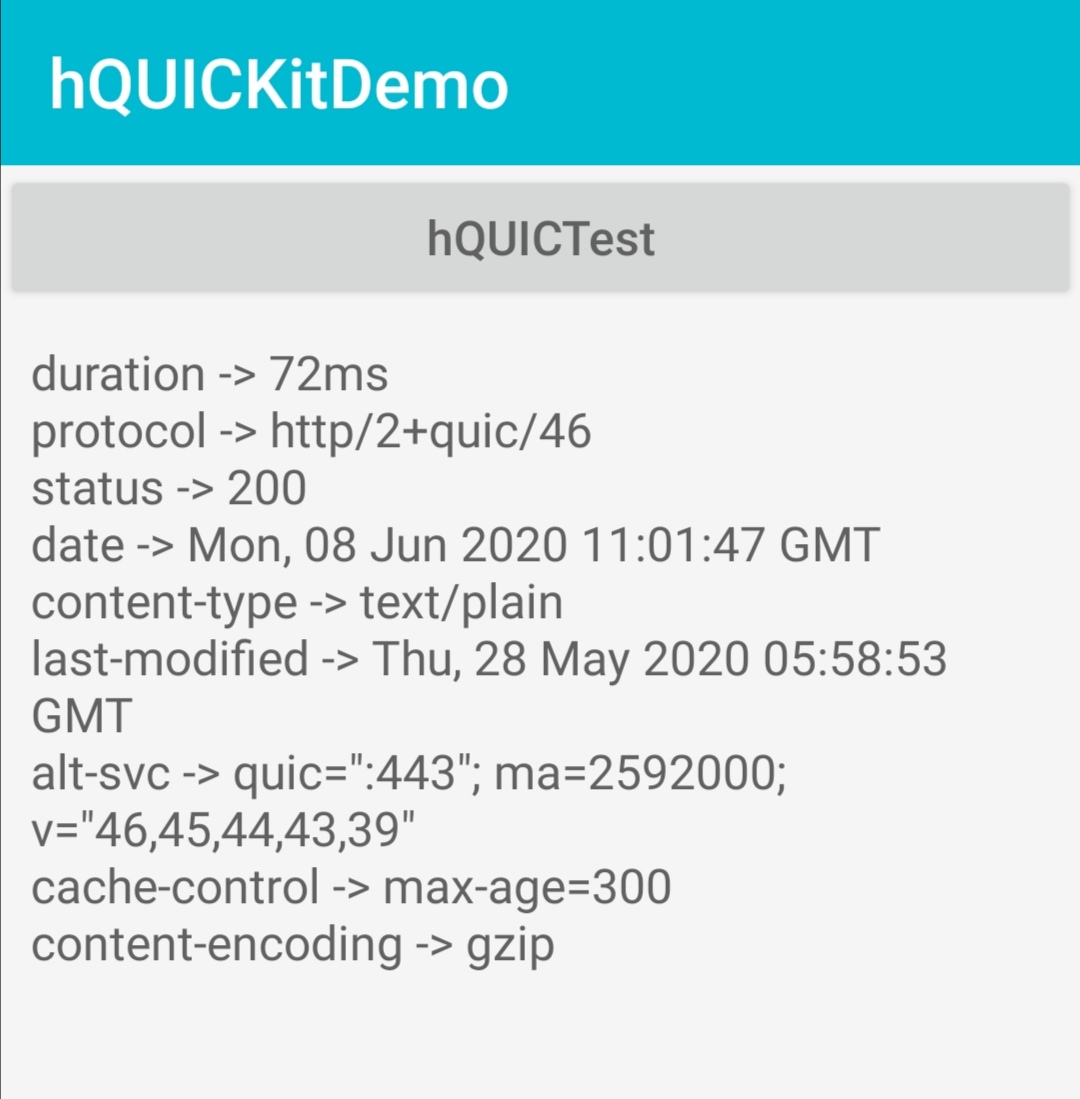 hQUICKitDemo
hQUICTest
duration -> 72ms
protocol -> http/2+quic/46
status -> 200
date -> Mon, 08 Jun 2020 11:01:47 GMT
content-type -> text/plain
last-modified -> Thu, 28 May 2020 05:58:53
GMT
alt-svc -> quic=":443"; ma=2592000;
v="46,45,44,43,39"
cache-control -> max-age=300
content-encoding -> gzip